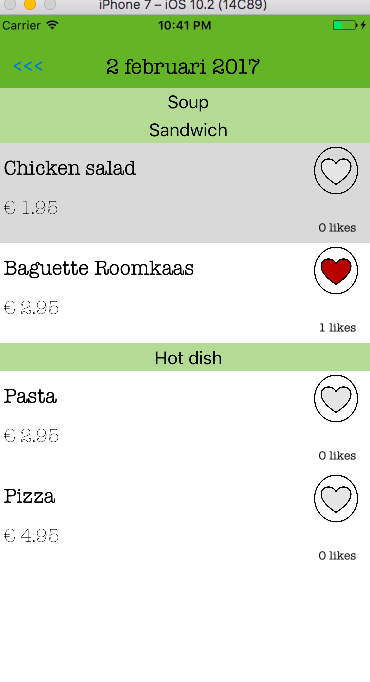 iPhone 7 – iOS 10.2 (14C89)
Carrier 10:41 PM
<<< 2 februari 2017
Soup
Sandwich
Chicken salad
€ 1.95
0 likes
Baguette Roomkaas
€ 2.95
1 likes
Hot dish
Pasta
€ 2.95
0 likes
Pizza
€ 4.95
0 likes